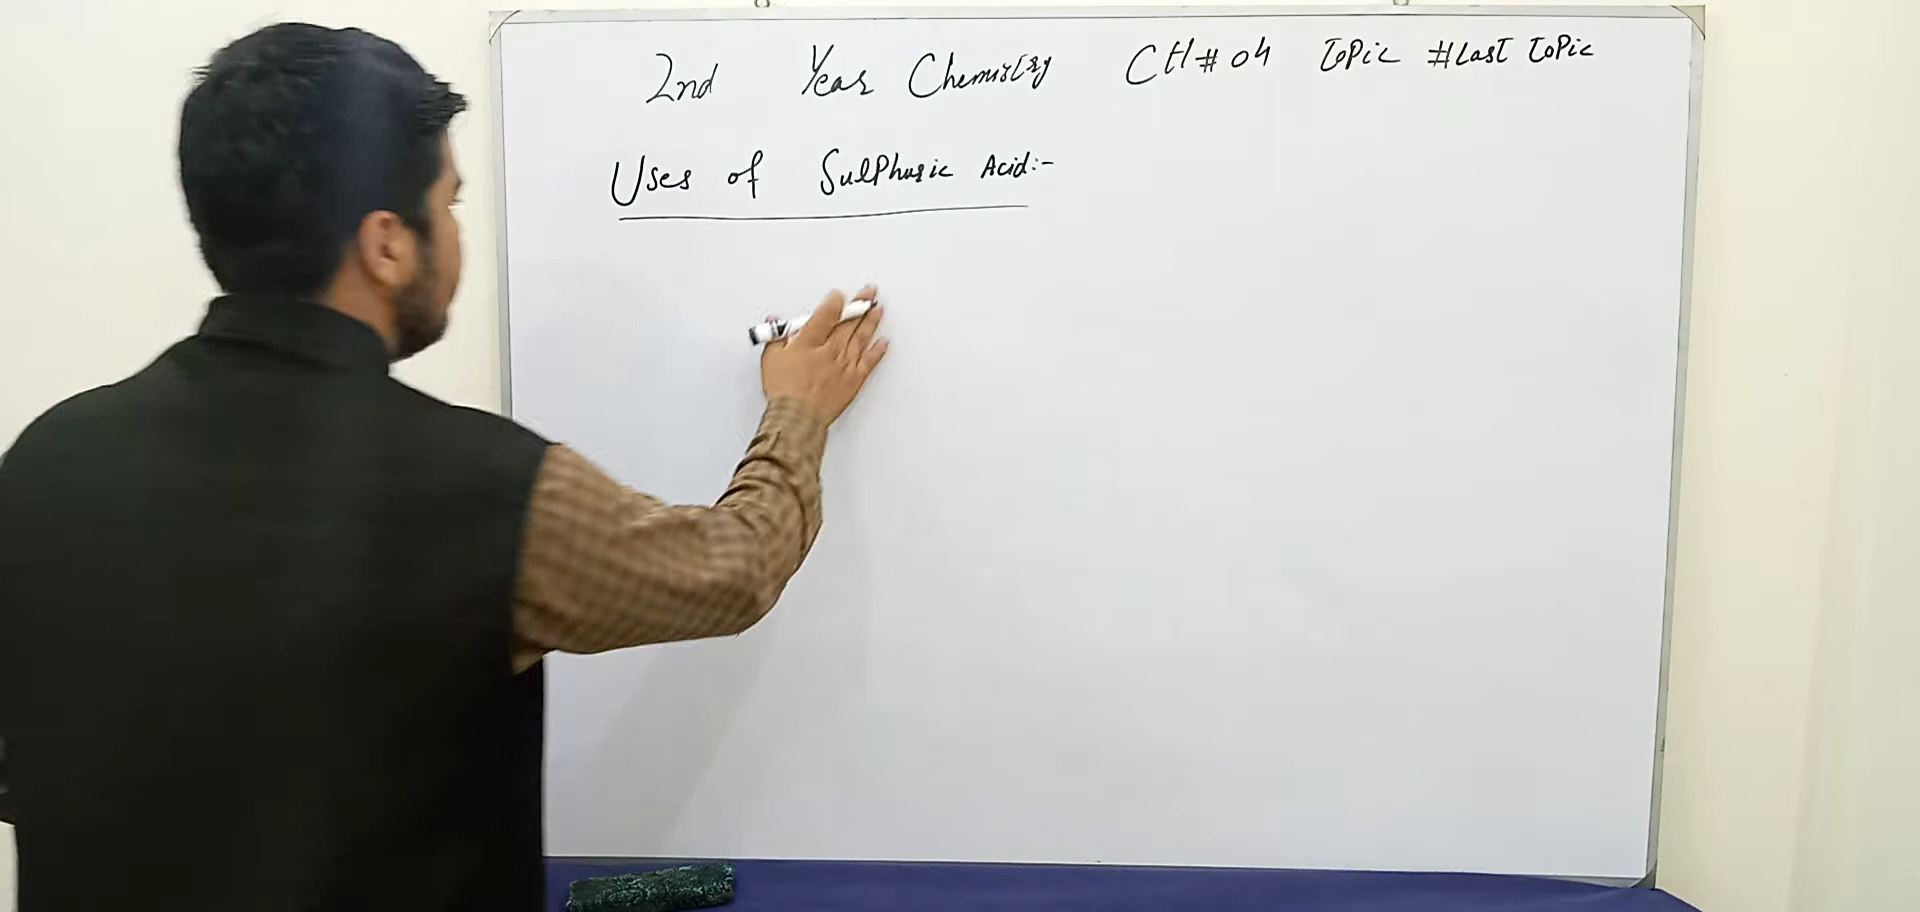 2nd Year Chemistry CH#04 Topic #Last Topic
Uses of Sulphuric Acid:-